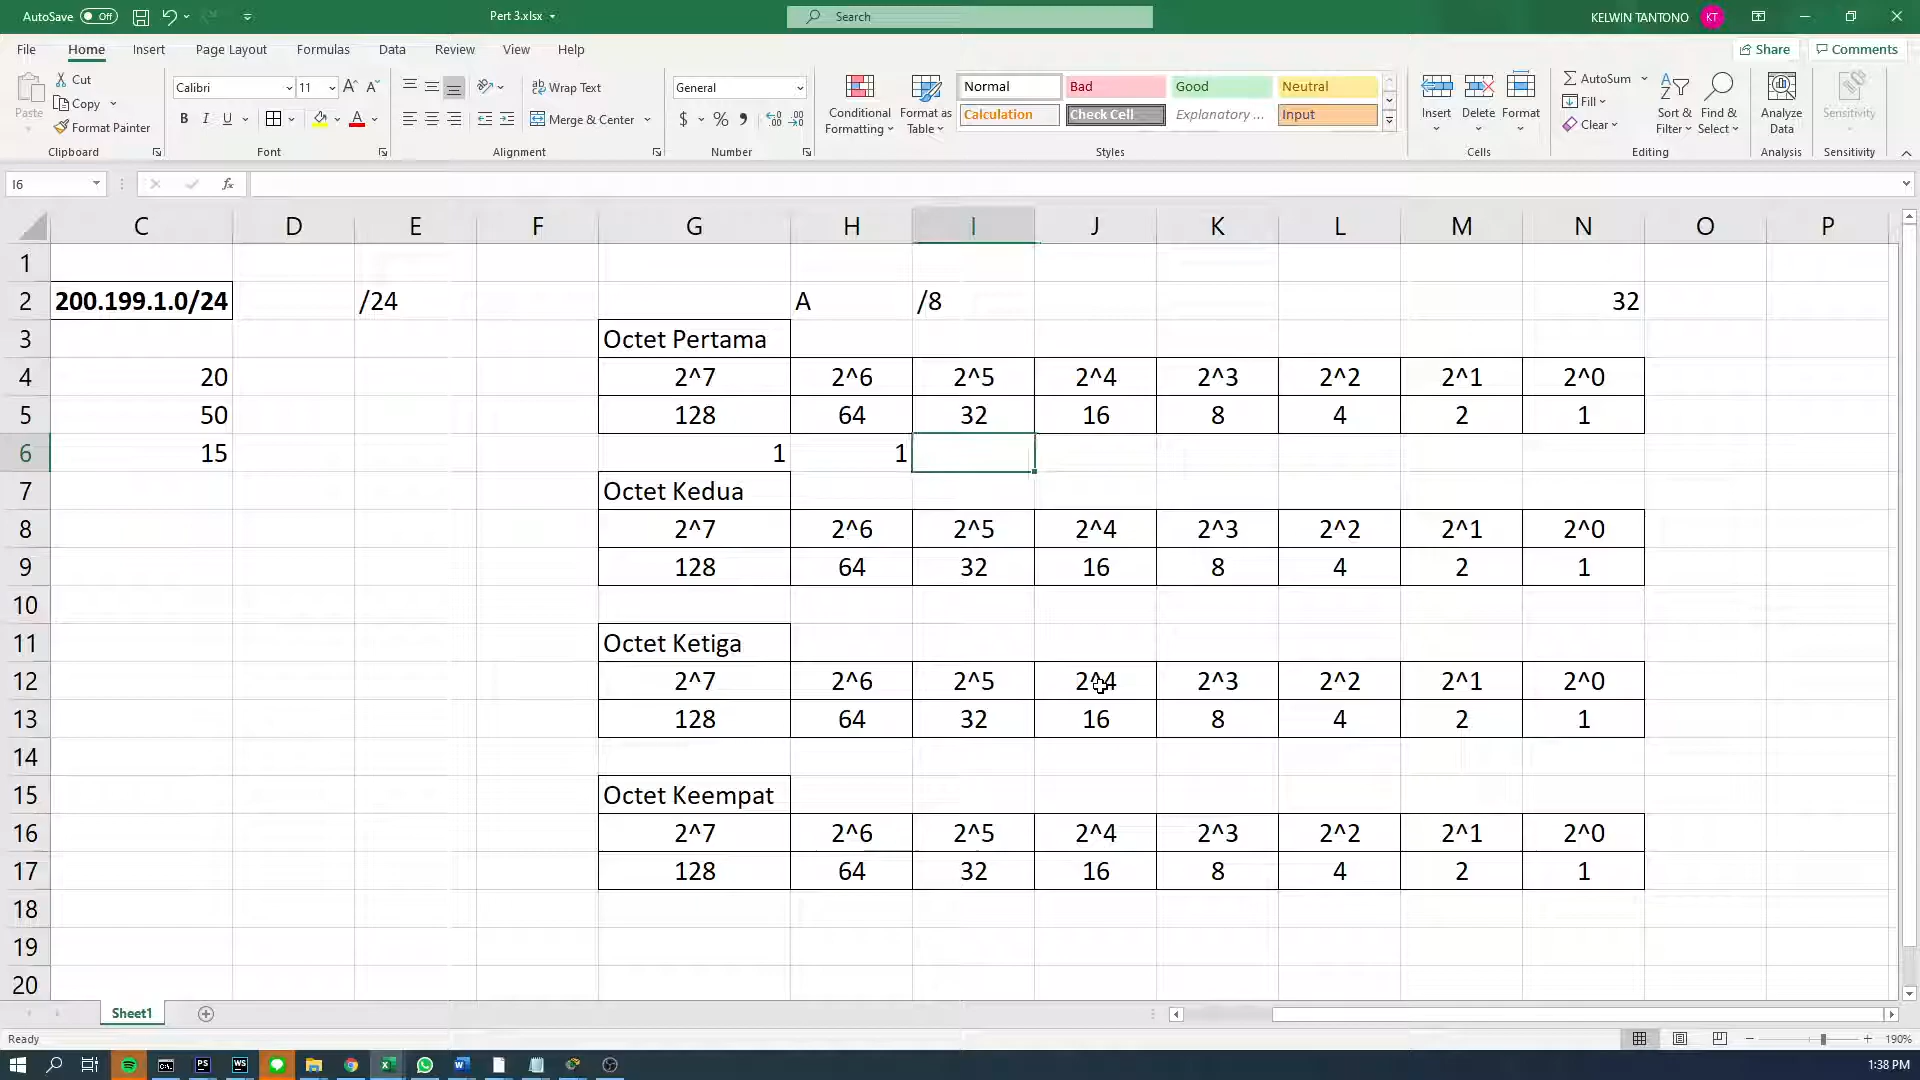 AutoSave Off Pert 3.xlsx Search KELWIN TANTONO KT
File Home Insert Page Layout Formulas Data Review View Help Share Comments
Paste Cut Copy Format Painter Clipboard
Calibri 11 B I U A Font
Wrap Text Merge & Center Alignment
General $ % Number
Conditional Formatting Format as Table
Normal Bad Good Neutral
Calculation Check Cell Explanatory ... Input
Styles
Insert Delete Format Cells
AutoSum Fill Clear Sort & Filter Find & Select Editing
Analyze Data Analysis
Sensitivity Sensitivity
I6 fx
C D E F G H I J K L M N O P
1
2 200.199.1.0/24 /24 A /8 32
3 Octet Pertama
4 20 2^7 2^6 2^5 2^4 2^3 2^2 2^1 2^0
5 50 128 64 32 16 8 4 2 1
6 15 1 1
7 Octet Kedua
8 2^7 2^6 2^5 2^4 2^3 2^2 2^1 2^0
9 128 64 32 16 8 4 2 1
10
11 Octet Ketiga
12 2^7 2^6 2^5 2^4 2^3 2^2 2^1 2^0
13 128 64 32 16 8 4 2 1
14
15 Octet Keempat
16 2^7 2^6 2^5 2^4 2^3 2^2 2^1 2^0
17 128 64 32 16 8 4 2 1
18
19
20
Sheet1
Ready 190%
1:38 PM